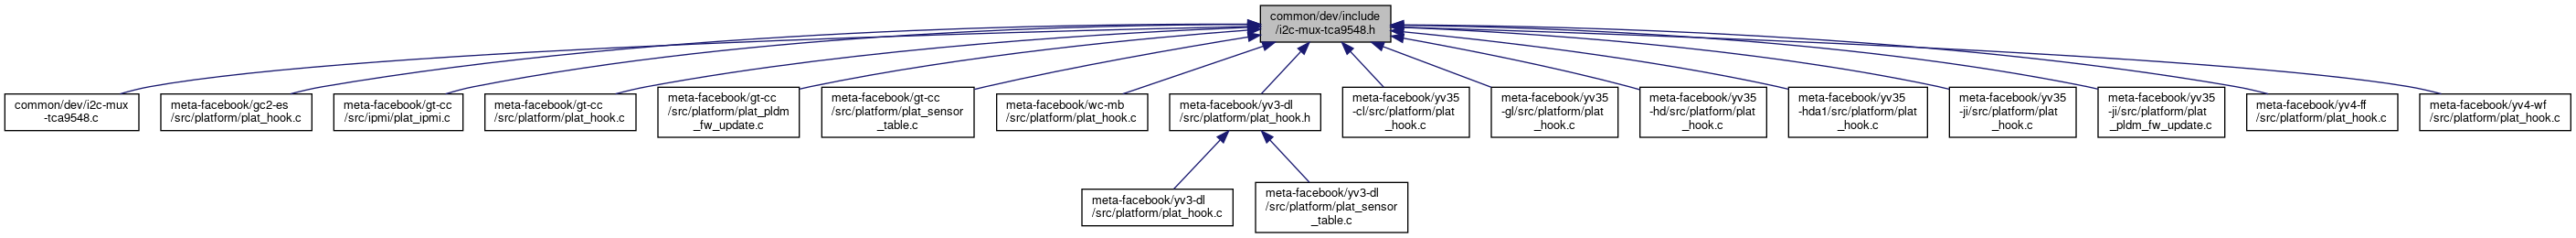 common/dev/include
/i2c-mux-tca9548.h
common/dev/i2c-mux
-tca9548.c
meta-facebook/gc2-es
/src/platform/plat_hook.c
meta-facebook/gt-cc
/src/ipmi/plat_ipmi.c
meta-facebook/gt-cc
/src/platform/plat_hook.c
meta-facebook/gt-cc
/src/platform/plat_pldm
_fw_update.c
meta-facebook/gt-cc
/src/platform/plat_sensor
_table.c
meta-facebook/wc-mb
/src/platform/plat_hook.c
meta-facebook/yv3-dl
/src/platform/plat_hook.h
meta-facebook/yv35
-cl/src/platform/plat
_hook.c
meta-facebook/yv35
-gl/src/platform/plat
_hook.c
meta-facebook/yv35
-hd/src/platform/plat
_hook.c
meta-facebook/yv35
-hda1/src/platform/plat
_hook.c
meta-facebook/yv35
-ji/src/platform/plat
_hook.c
meta-facebook/yv35
-ji/src/platform/plat
_pldm_fw_update.c
meta-facebook/yv4-ff
/src/platform/plat_hook.c
meta-facebook/yv4-wf
/src/platform/plat_hook.c
meta-facebook/yv3-dl
/src/platform/plat_hook.c
meta-facebook/yv3-dl
/src/platform/plat_sensor
_table.c